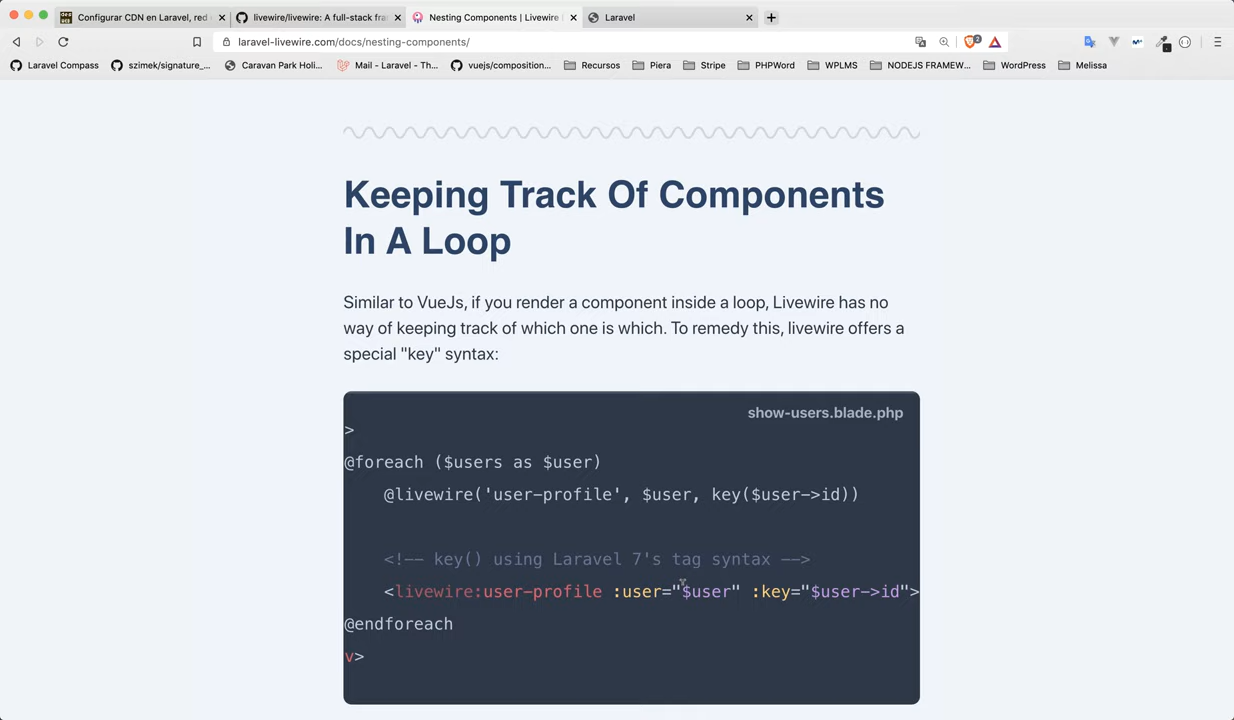 Configurar CDN en Laravel, red
livewire/livewire: A full-stack fra
Nesting Components | Livewire
Laravel
laravel-livewire.com/docs/nesting-components/
2
Laravel Compass
szimek/signature_...
Caravan Park Holi...
Mail - Laravel - Th...
vuejs/composition...
Recursos
Piera
Stripe
PHPWord
WPLMS
NODEJS FRAMEW...
WordPress
Melissa
Keeping Track Of Components
In A Loop
Similar to VueJs, if you render a component inside a loop, Livewire has no
way of keeping track of which one is which. To remedy this, livewire offers a
special "key" syntax:
show-users.blade.php
>
@foreach ($users as $user)
@livewire('user-profile', $user, key($user->id))
<!-- key() using Laravel 7's tag syntax -->
<livewire:user-profile :user="$user" :key="$user->id">
@endforeach
v>